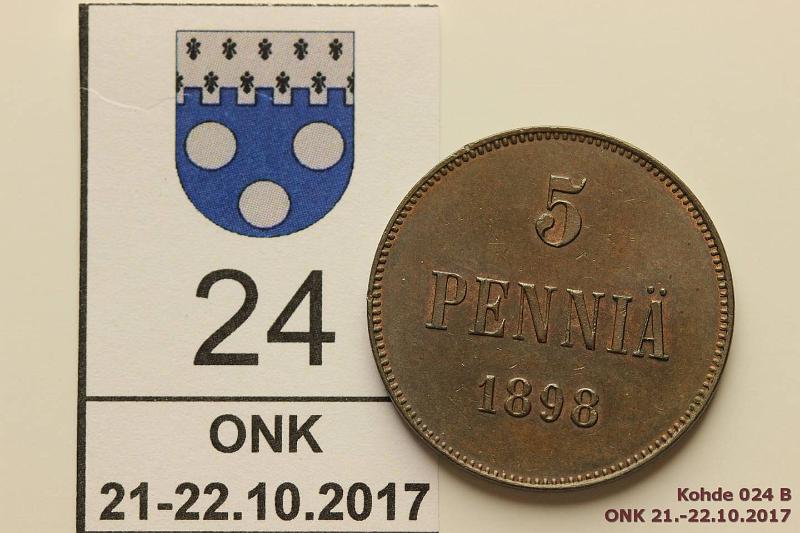 24
ONK
21-22.10.2017
5
PENNIÄ
1898
Kohde 024 B
ONK 21.-22.10.2017